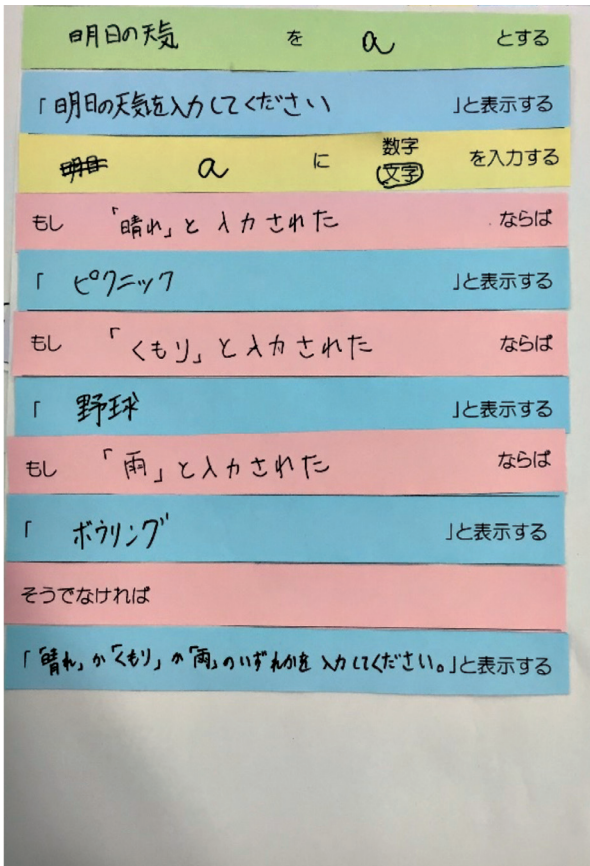 明日の天気 を a とする
「明日の天気を入力してください 」と表示する
a に 数字 文字 を入力する
もし 「晴れ」と入力された ならば
「 ピクニック 」と表示する
もし 「くもり」と入力された ならば
「 野球 」と表示する
もし 「雨」と入力された ならば
「 ボウリング 」と表示する
そうでなければ
「「晴れ」か「くもり」か「雨」のいずれかを入力してください。」と表示する